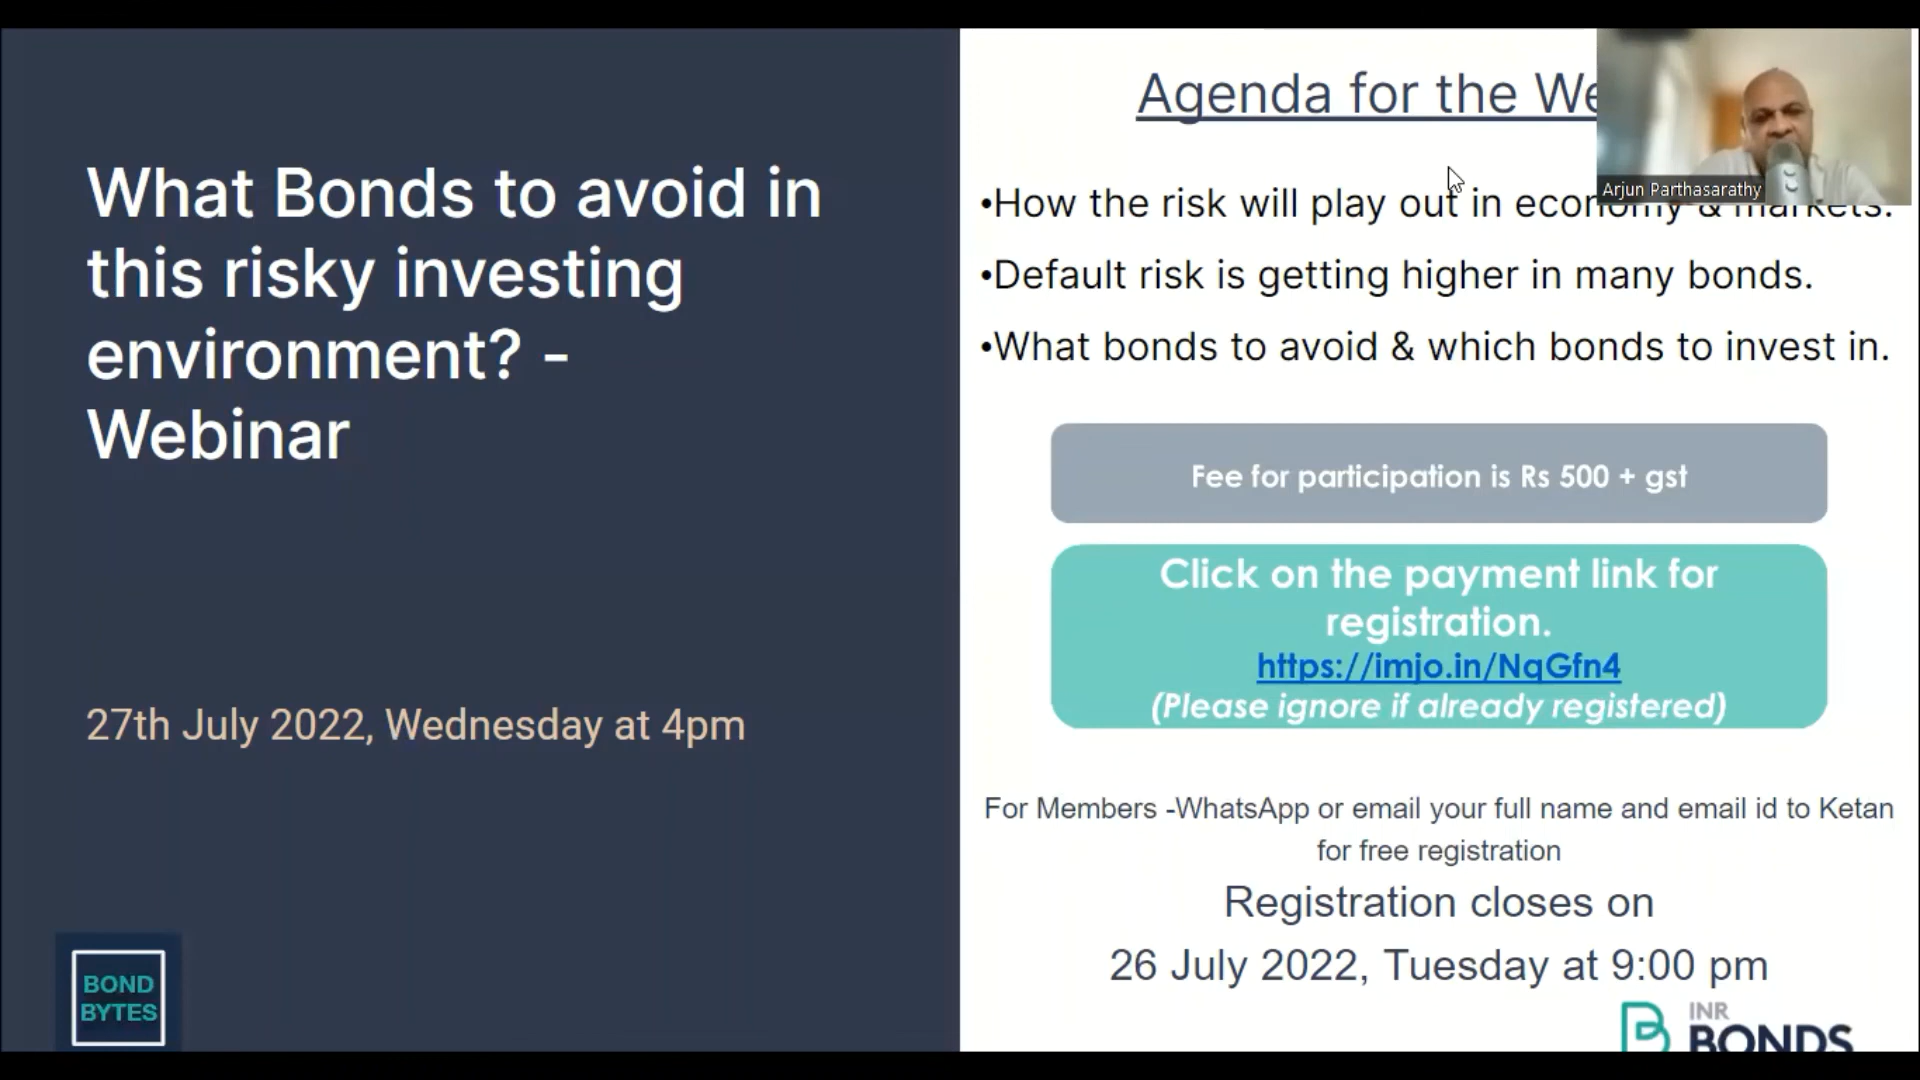 What Bonds to avoid in
this risky investing
environment? -
Webinar
27th July 2022, Wednesday at 4pm
BOND
BYTES
Agenda for the
Arjun Parthasarathy
•How the risk will play out in economy & markets.
•Default risk is getting higher in many bonds.
•What bonds to avoid & which bonds to invest in.
Fee for participation is Rs 500 + gst
Click on the payment link for
registration.
https://imjo.in/NqGfn4
(Please ignore if already registered)
For Members -WhatsApp or email your full name and email id to Ketan
for free registration
Registration closes on
26 July 2022, Tuesday at 9:00 pm
INR
BONDS